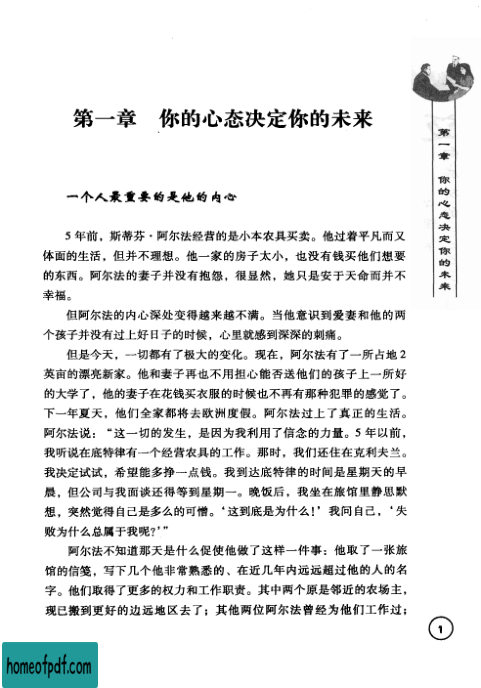 第一章　你的心态决定你的未来
一个人最重要的是他的内心
5年前，斯蒂芬·阿尔法经营的是小本农具买卖。他过着平凡而又
体面的生活，但并不理想。他一家的房子太小，也没有钱买他们想要
的东西。阿尔法的妻子并没有抱怨，很显然，她只是安于天命而并不
幸福。
但阿尔法的内心深处变得越来越不满。当他意识到爱妻和他的两
个孩子并没有过上好日子的时候，心里就感到深深的刺痛。
但是今天，一切都有了极大的变化。现在，阿尔法有了一所占地2
英亩的漂亮新家。他和妻子再也不用担心能否送他们的孩子上一所好
的大学了，他的妻子在花钱买衣服的时候也不再有那种犯罪的感觉了。
下一年夏天，他们全家都将去欧洲度假。阿尔法过上了真正的生活。
阿尔法说：“这一切的发生，是因为我利用了信念的力量。5年以前，
我听说在底特律有一个经营农具的工作。那时，我们还住在克利夫兰。
我决定试试，希望能多挣一点钱。我到达底特律的时间是星期天的早
晨，但公司与我面谈还得等到星期一。晚饭后，我坐在旅馆里静思默
想，突然觉得自己是多么的可憎。‘这到底是为什么！’我问自己，‘失
败为什么总属于我呢？’”
阿尔法不知道那天是什么促使他做了这样一件事：他取了一张旅
馆的信笺，写下几个他非常熟悉的、在近几年内远远超过他的人的名
字。他们取得了更多的权力和工作职责。其中两个原是邻近的农场主，
现已搬到更好的边远地区去了；其他两位阿尔法曾经为他们工作过；
第一章　你的心态决定你的未来
1
homeofpdf.com